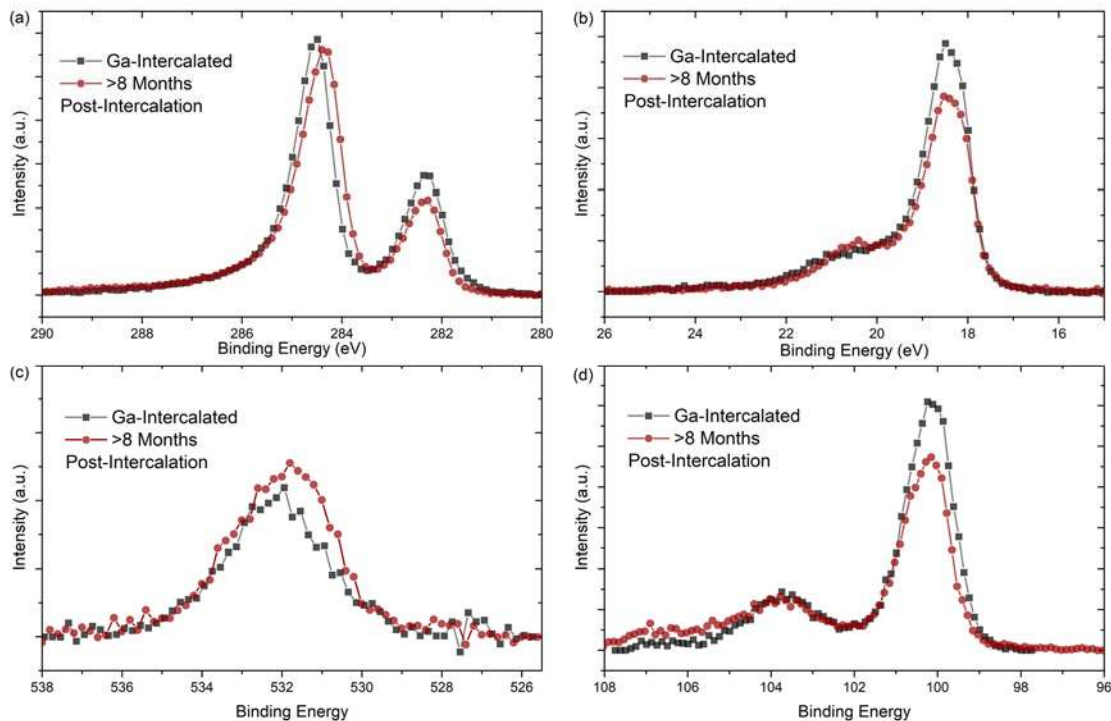 (a)
Ga-Intercalated
>8 Months
Post-Intercalation
Intensity (a.u.)
290 288 286 284 282 280
Binding Energy (eV)
(b)
Ga-Intercalated
>8 Months
Post-Intercalation
Intensity (a.u.)
26 24 22 20 18 16
Binding Energy (eV)
(c)
Ga-Intercalated
>8 Months
Post-Intercalation
Intensity (a.u.)
538 536 534 532 530 528 526
Binding Energy
(d)
Ga-Intercalated
>8 Months
Post-Intercalation
Intensity (a.u.)
108 106 104 102 100 98 96
Binding Energy